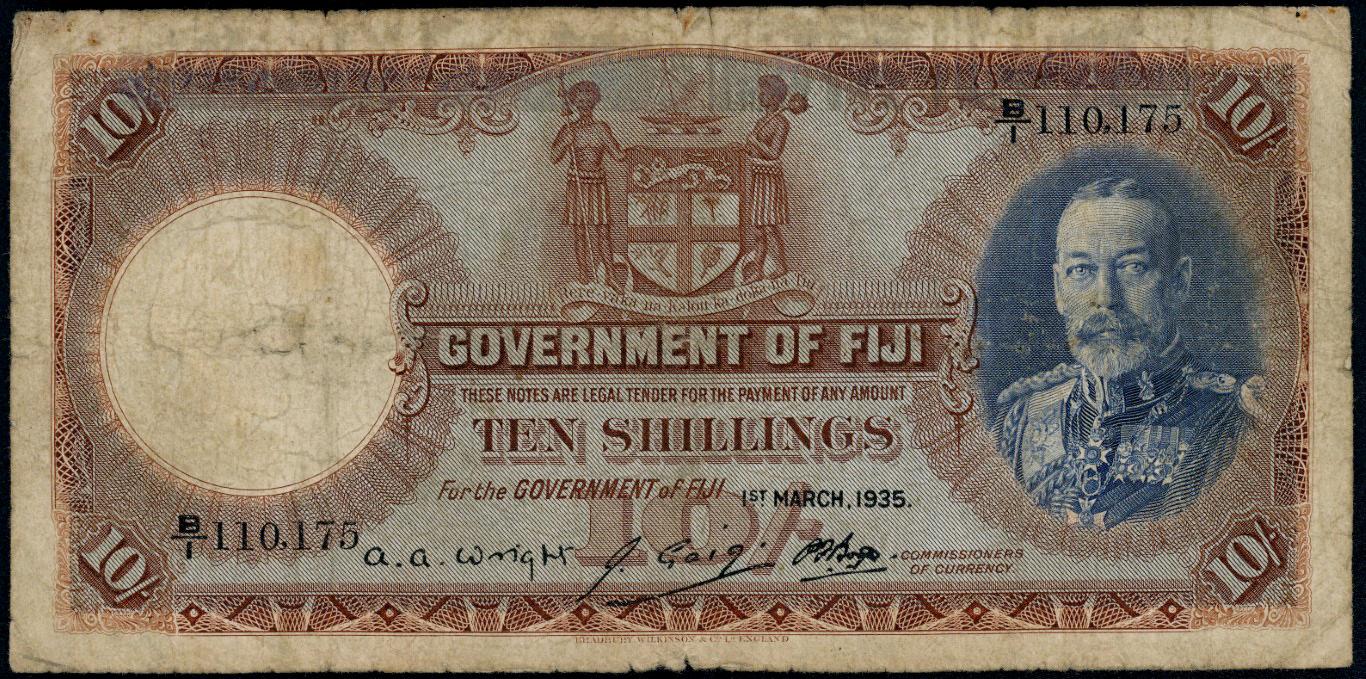 10/
10/
B/1 110,175
GOVERNMENT OF FIJI
THESE NOTES ARE LEGAL TENDER FOR THE PAYMENT OF ANY AMOUNT
TEN SHILLINGS
For the GOVERNMENT of FIJI 1ST MARCH, 1935.
10/-
B/1 110,175
a. a. Wright
COMMISSIONERS
OF CURRENCY.
10/
10/
BRADBURY, WILKINSON & Co. Ld. ENGLAND